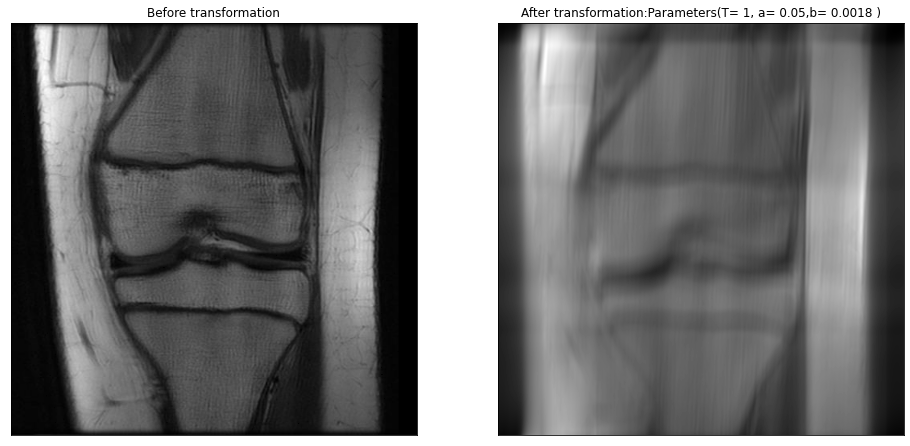 Before transformation
After transformation:Parameters(T= 1, a= 0.05,b= 0.0018 )